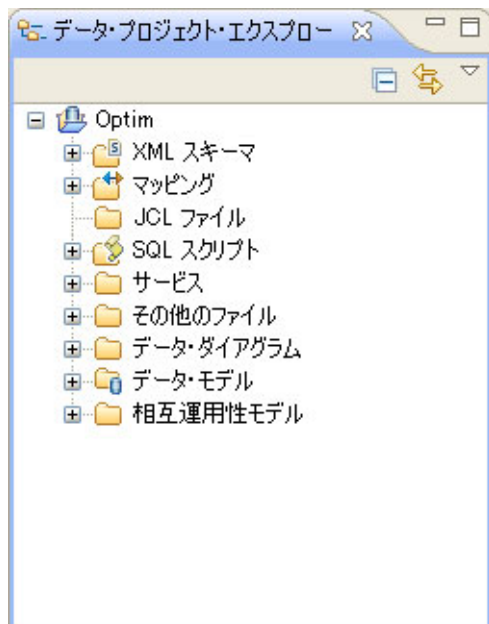 データ・プロジェクト・エクスプロー
Optim
XML スキーマ
マッピング
JCL ファイル
SQL スクリプト
サービス
その他のファイル
データ・ダイアグラム
データ・モデル
相互運用性モデル